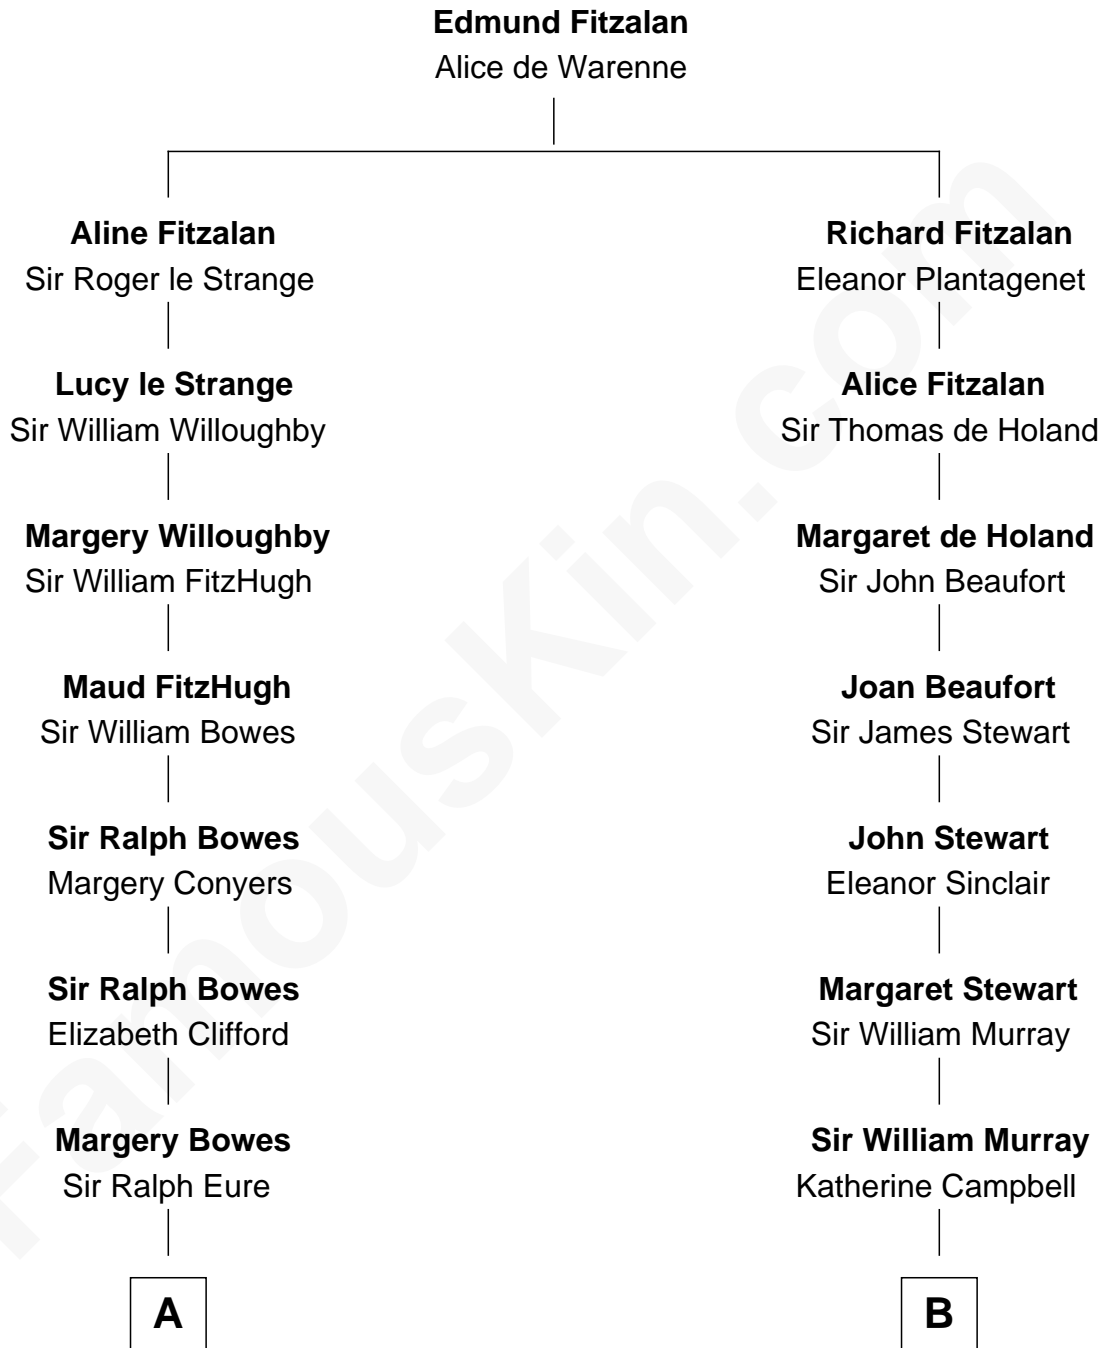 Edmund Fitzalan
Alice de Warenne
Aline Fitzalan
Sir Roger le Strange
Richard Fitzalan
Eleanor Plantagenet
Lucy le Strange
Sir William Willoughby
Alice Fitzalan
Sir Thomas de Holand
Margery Willoughby
Sir William FitzHugh
Margaret de Holand
Sir John Beaufort
Maud FitzHugh
Sir William Bowes
Joan Beaufort
Sir James Stewart
Sir Ralph Bowes
Margery Conyers
John Stewart
Eleanor Sinclair
Sir Ralph Bowes
Elizabeth Clifford
Margaret Stewart
Sir William Murray
Margery Bowes
Sir Ralph Eure
Sir William Murray
Katherine Campbell
A
B
FamousKin.com